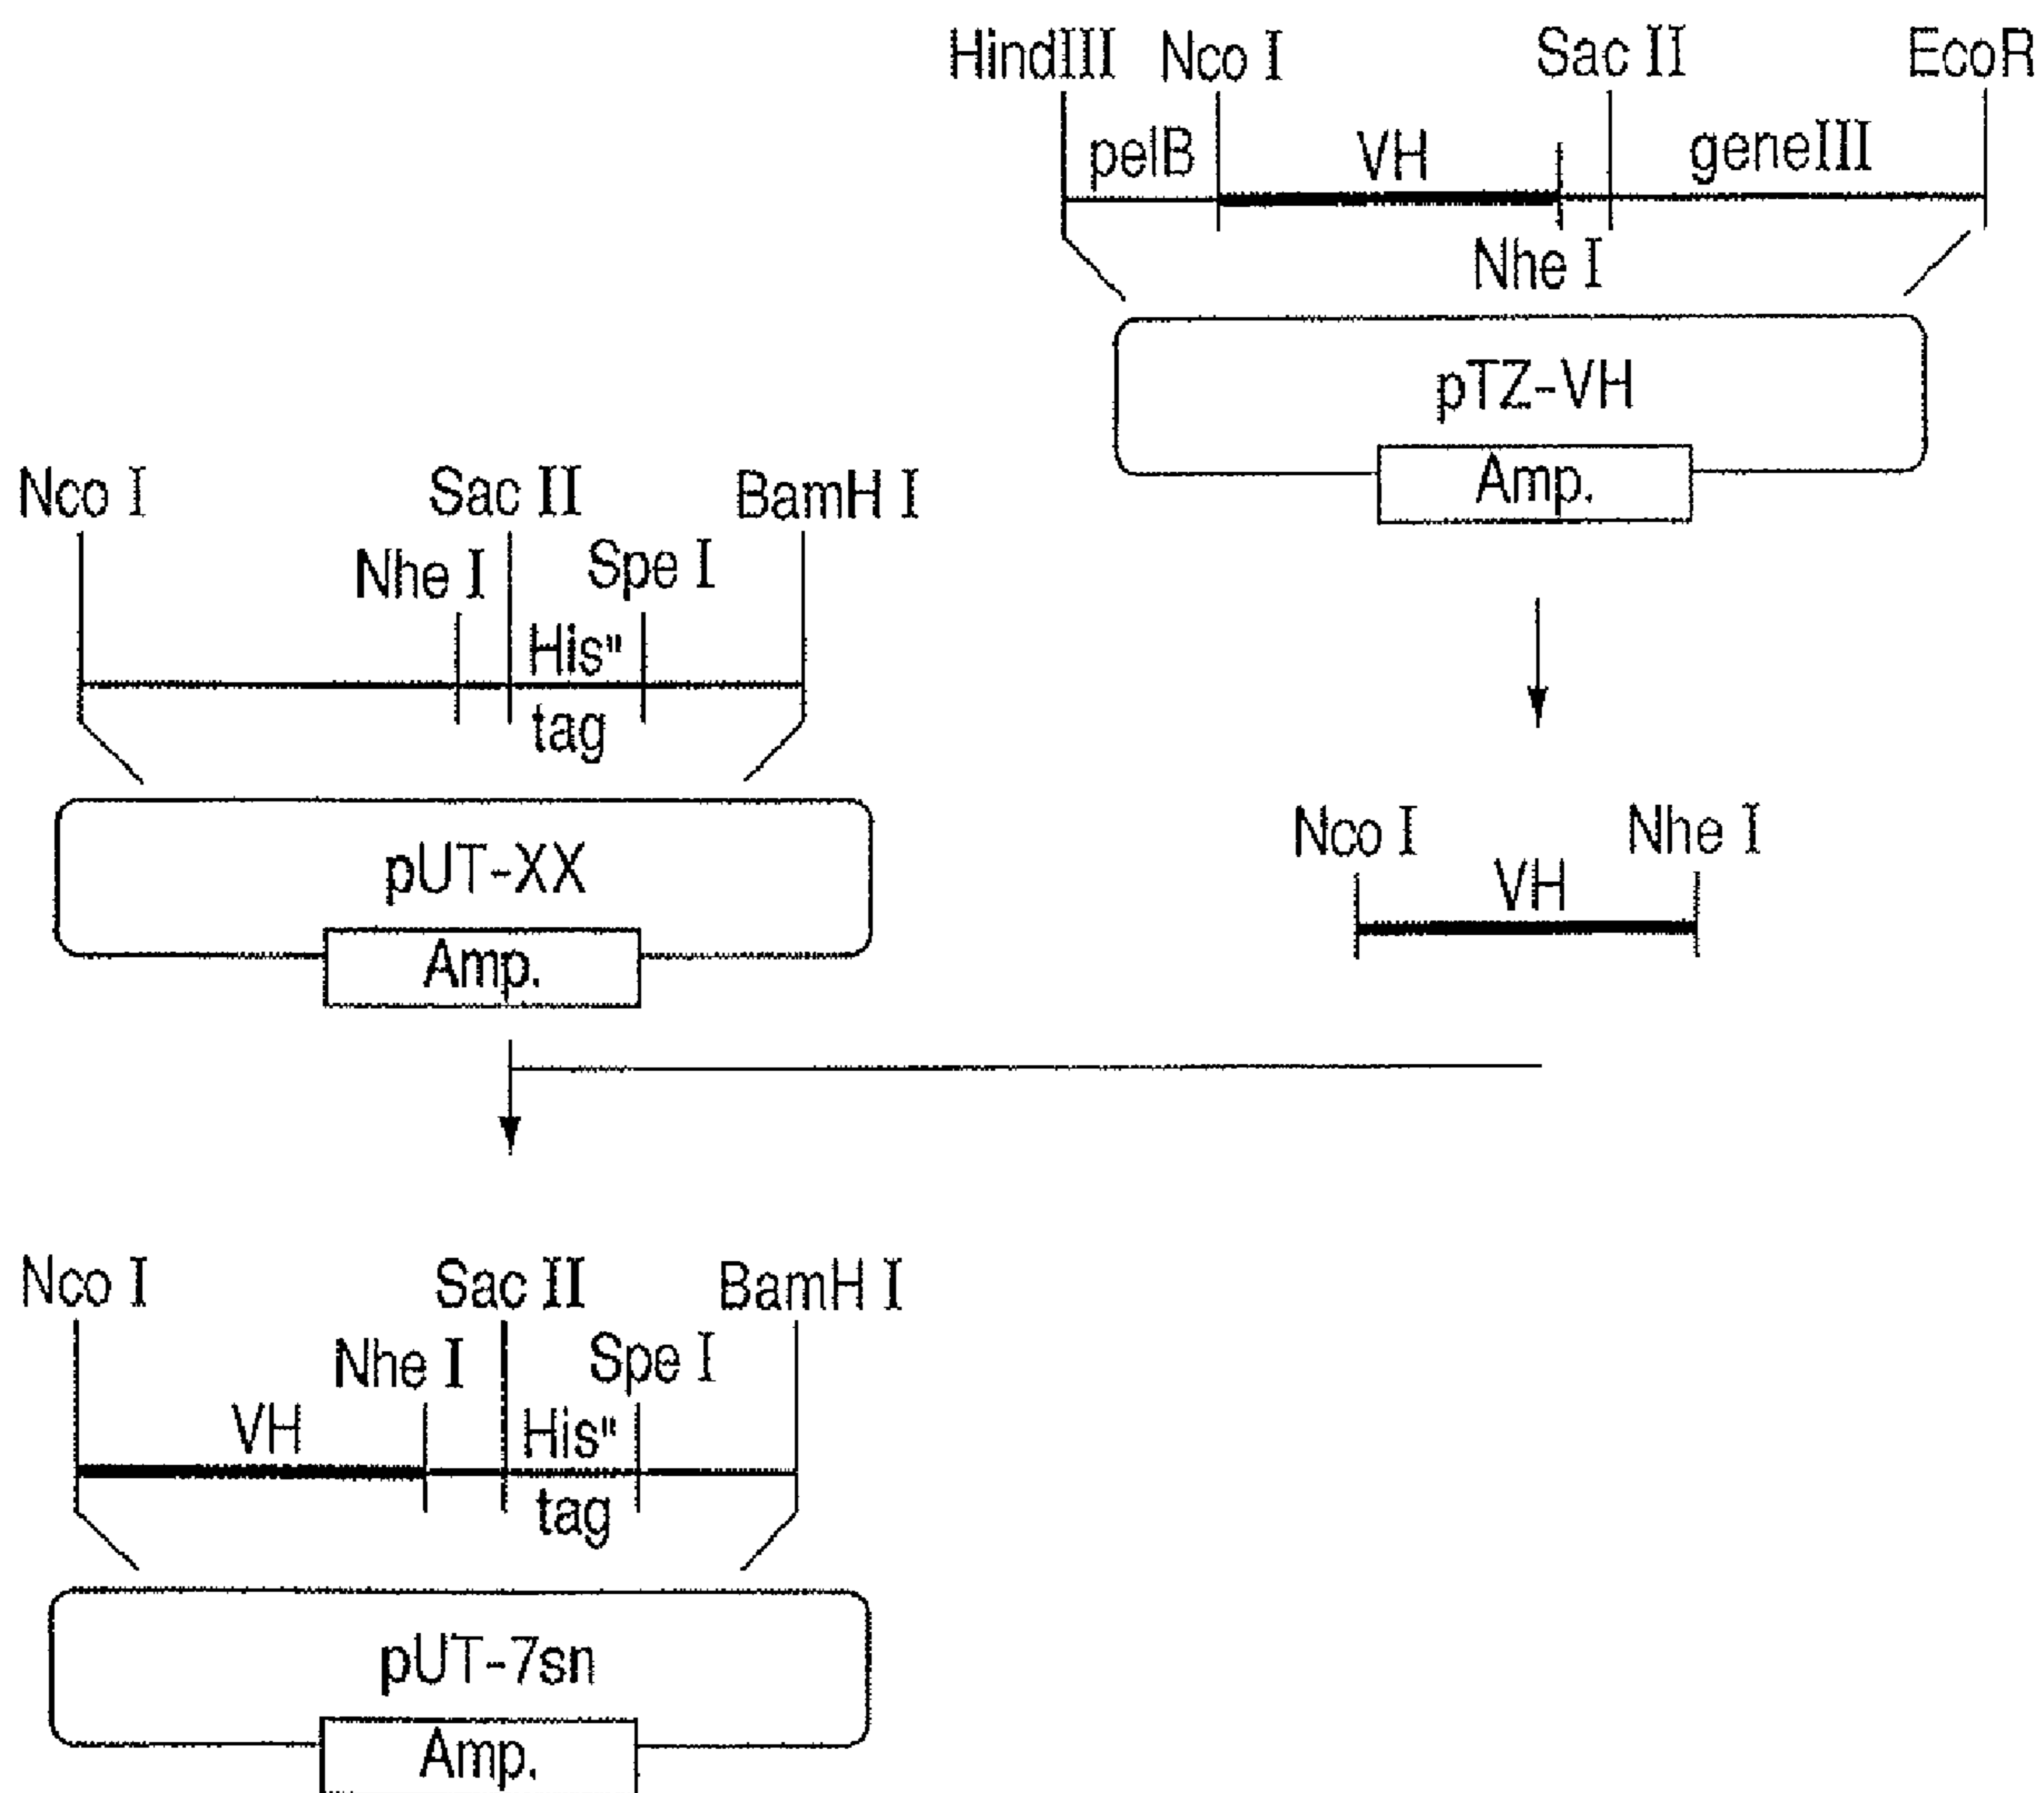 HindIII Nco I Sac II EcoR
pelB VH geneIII
Nhe I
pTZ-VH
Amp.
Nco I Sac II BamH I
Nhe I Spe I
His"
tag
pUT-XX
Amp.
Nco I Nhe I
VH
Nco I Sac II BamH I
Nhe I Spe I
VH His"
tag
pUT-7sn
Amp.